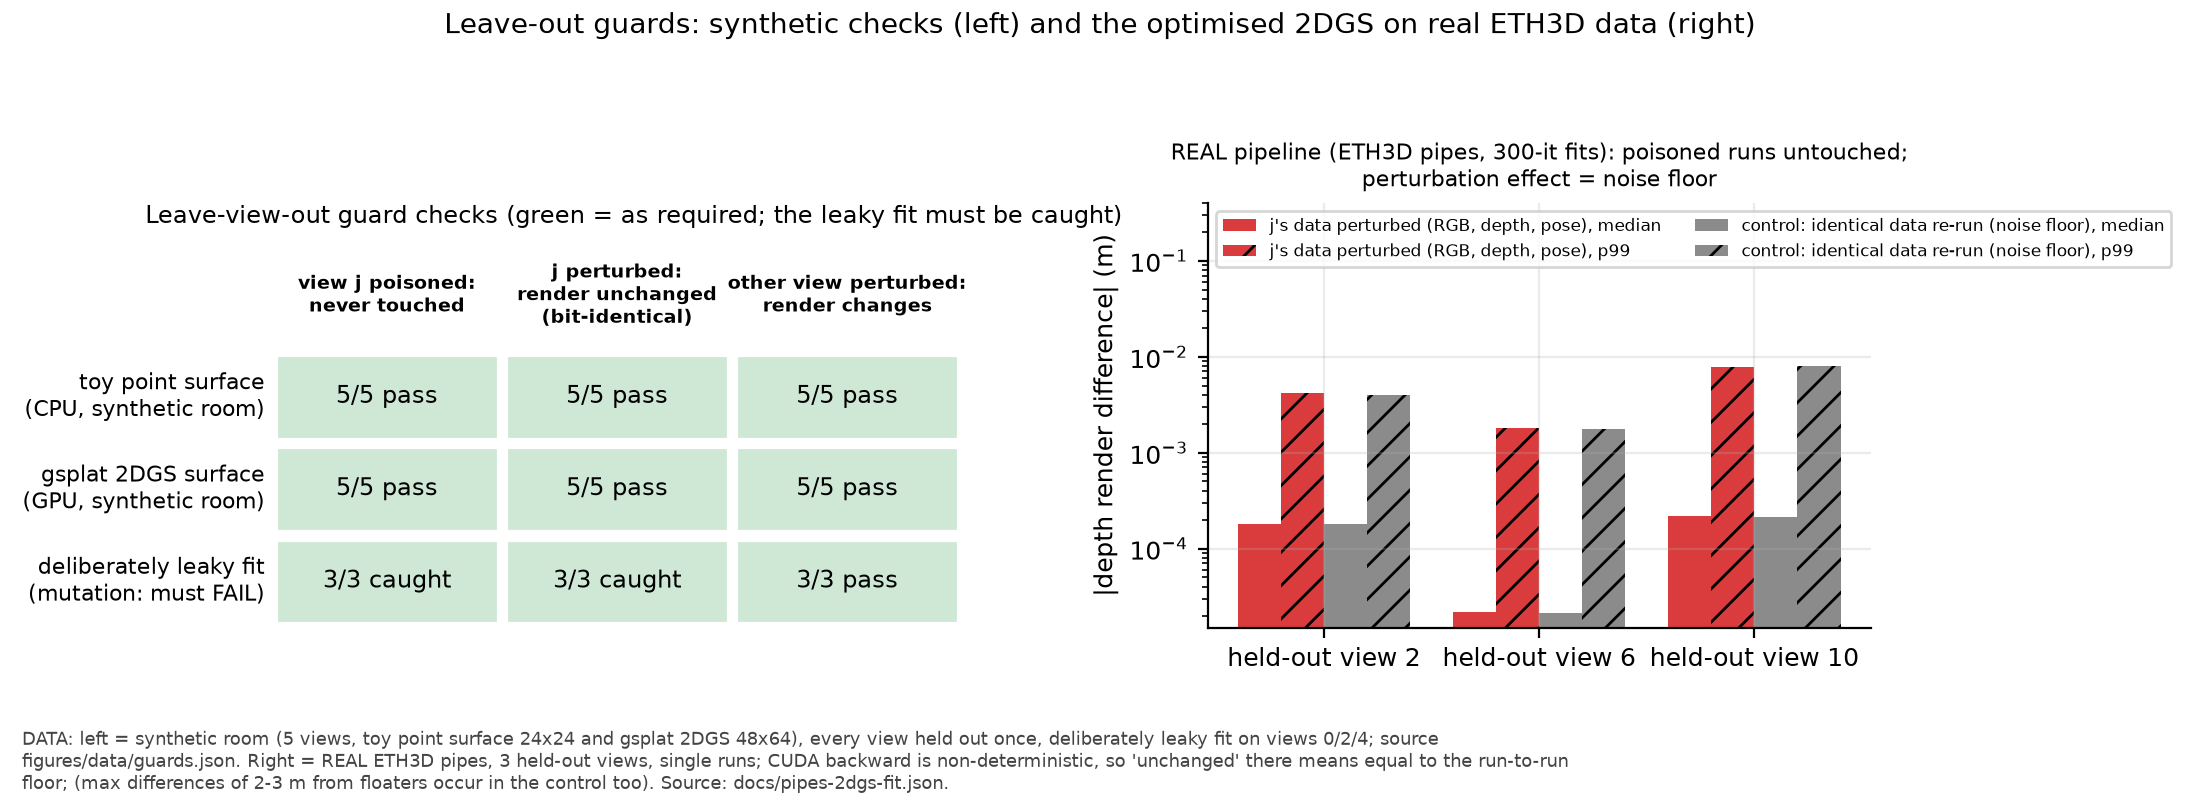 Leave-out guards: synthetic checks (left) and the optimised 2DGS on real ETH3D data (right)
Leave-view-out guard checks (green = as required; the leaky fit must be caught)
view j poisoned:
never touched
j perturbed:
render unchanged
(bit-identical)
other view perturbed:
render changes
toy point surface
(CPU, synthetic room)
5/5 pass
5/5 pass
5/5 pass
gsplat 2DGS surface
(GPU, synthetic room)
5/5 pass
5/5 pass
5/5 pass
deliberately leaky fit
(mutation: must FAIL)
3/3 caught
3/3 caught
3/3 pass
REAL pipeline (ETH3D pipes, 300-it fits): poisoned runs untouched;
perturbation effect = noise floor
j's data perturbed (RGB, depth, pose), median
j's data perturbed (RGB, depth, pose), p99
control: identical data re-run (noise floor), median
control: identical data re-run (noise floor), p99
|depth render difference| (m)
10⁻¹
10⁻²
10⁻³
10⁻⁴
held-out view 2
held-out view 6
held-out view 10
DATA: left = synthetic room (5 views, toy point surface 24x24 and gsplat 2DGS 48x64), every view held out once, deliberately leaky fit on views 0/2/4; source
figures/data/guards.json. Right = REAL ETH3D pipes, 3 held-out views, single runs; CUDA backward is non-deterministic, so 'unchanged' there means equal to the run-to-run
floor; (max differences of 2-3 m from floaters occur in the control too). Source: docs/pipes-2dgs-fit.json.